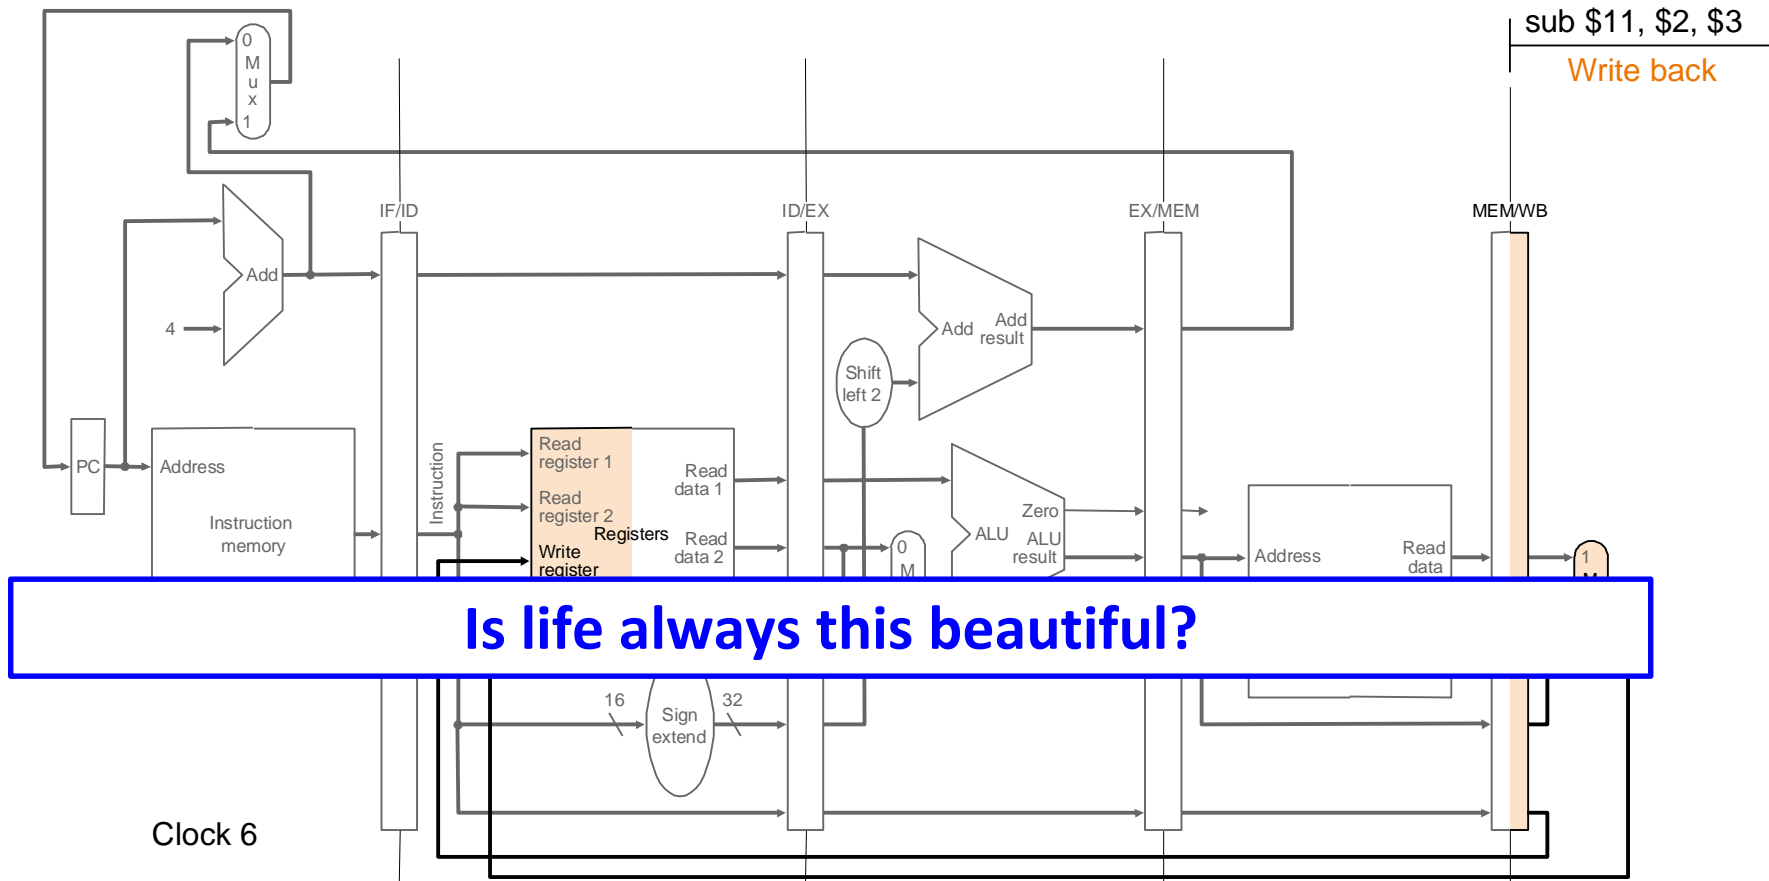 sub $11, $2, $3
Write back
0
M
u
x
1
IF/ID
ID/EX
EX/MEM
MEM/WB
Add
4
Add
Add
result
Shift
left 2
PC
Address
Instruction
memory
Instruction
Read
register 1
Read
register 2
Registers
Write
register
Read
data 1
Read
data 2
0
M
Zero
ALU
ALU
result
Address
Read
data
1
M
Is life always this beautiful?
16
Sign
extend
32
Clock 6